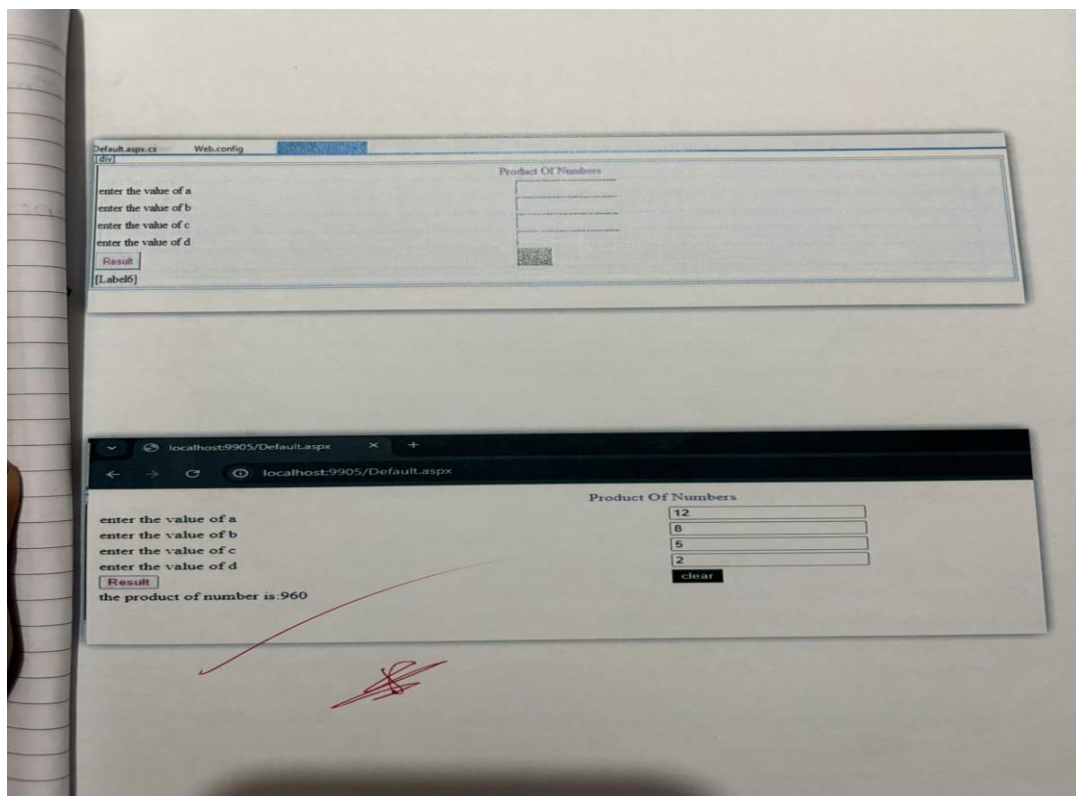 Default.aspx.cs Web.config
[div]
Product Of Numbers
enter the value of a
enter the value of b
enter the value of c
enter the value of d
Result
[Label6]
localhost:9905/Default.aspx × +
localhost:9905/Default.aspx
Product Of Numbers
enter the value of a 12
enter the value of b 8
enter the value of c 5
enter the value of d 2
Result clear
the product of number is:960